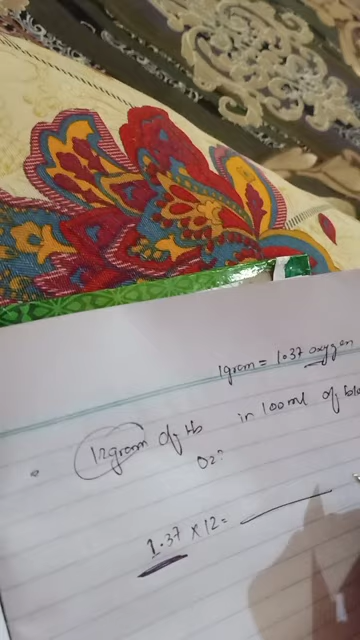 1gram = 1.37 oxygen
12gram of Hb in 100ml of
O2?
1.37 x 12 =